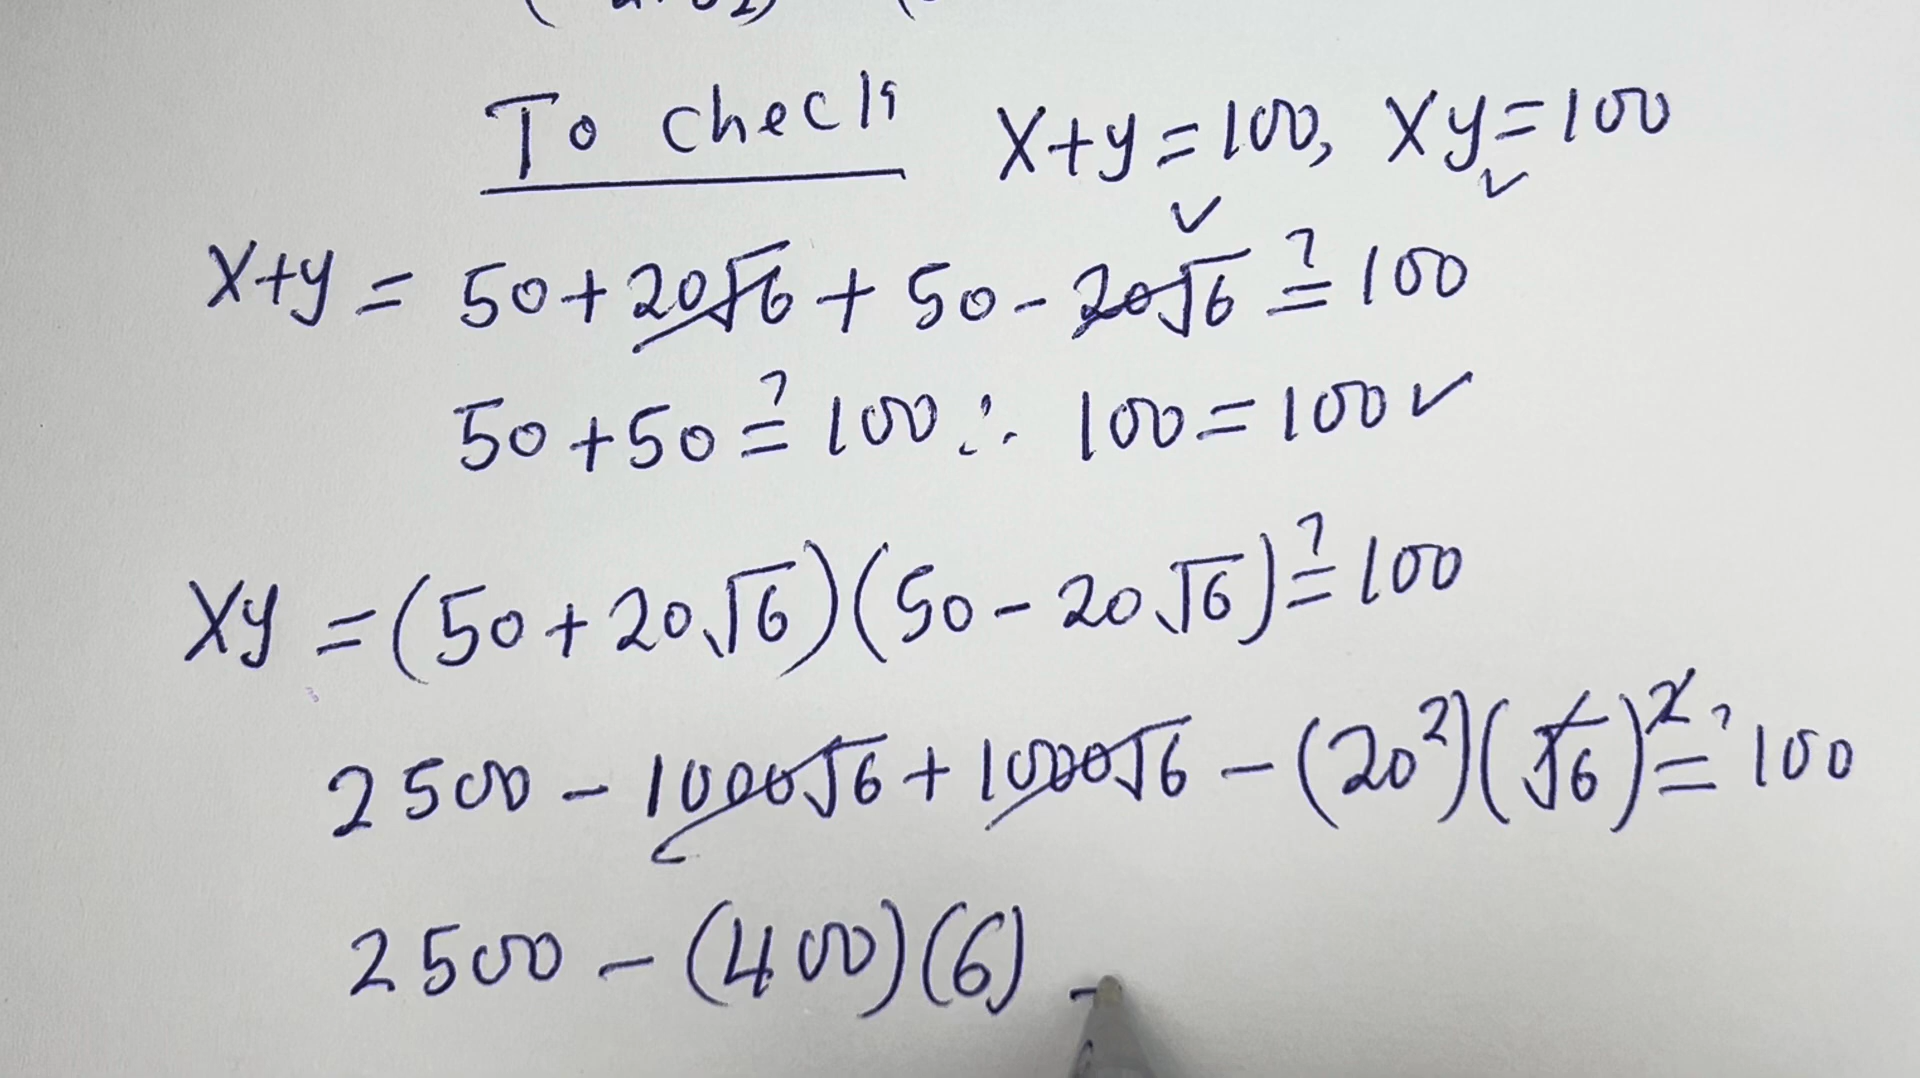 To check x+y=100, xy=100
✓ ✓
x+y = 50+20√6 + 50-20√6 ≟ 100
50+50 ≟ 100 ∴ 100=100 ✓
xy = (50+20√6)(50-20√6) ≟ 100
2500 - 1000√6 + 1000√6 - (20²)(√6)² ≟ 100
2500 - (400)(6) -